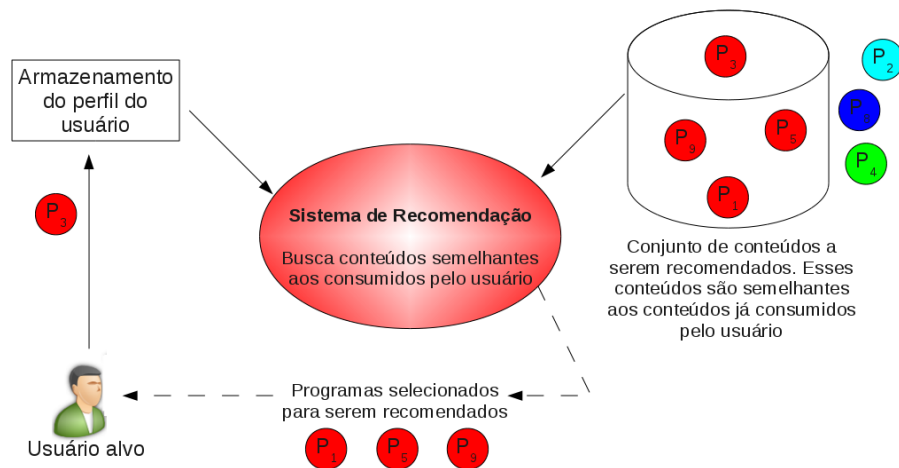 Armazenamento
do perfil do
usuário
P3
Sistema de Recomendação
Busca conteúdos semelhantes
aos consumidos pelo usuário
P3
P9
P5
P1
P2
P4
Conjunto de conteúdos a
serem recomendados. Esses
conteúdos são semelhantes
aos conteúdos já consumidos
pelo usuário
Programas selecionados
para serem recomendados
P1 P5 P9
Usuário alvo